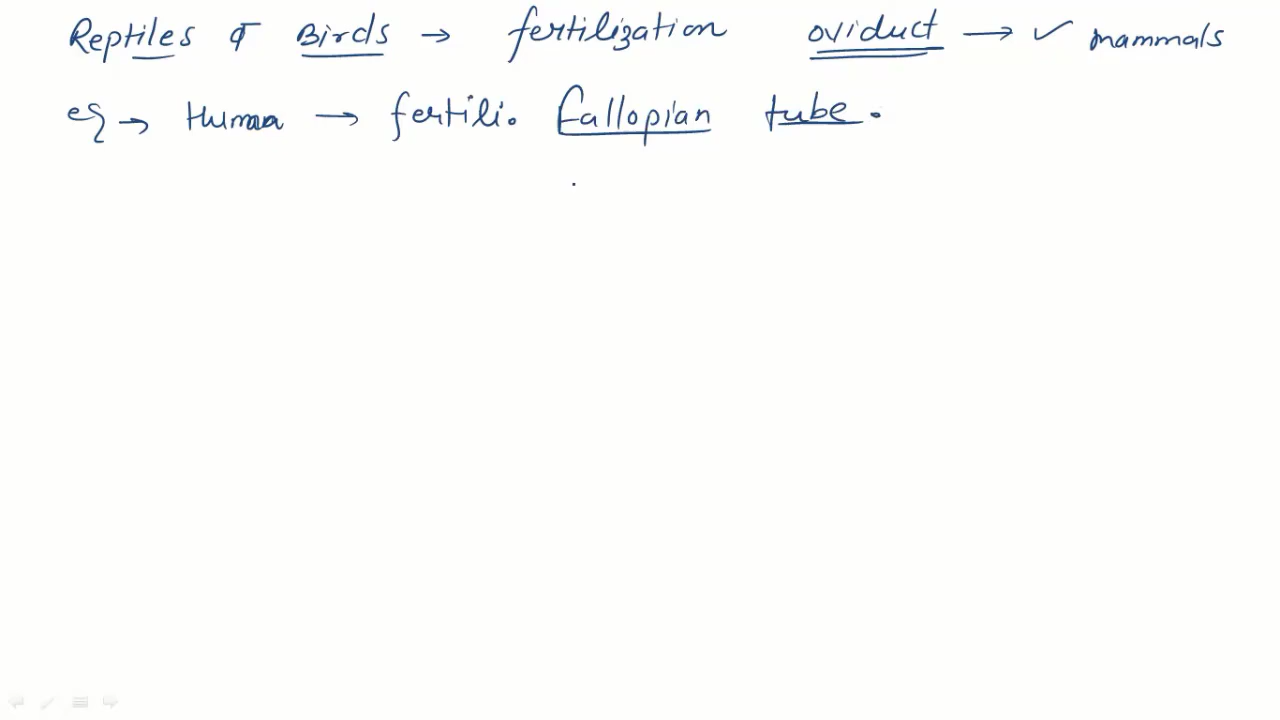 Reptiles & Birds → fertilization oviduct → ✓ mammals
eg → Human → fertili. Fallopian tube.